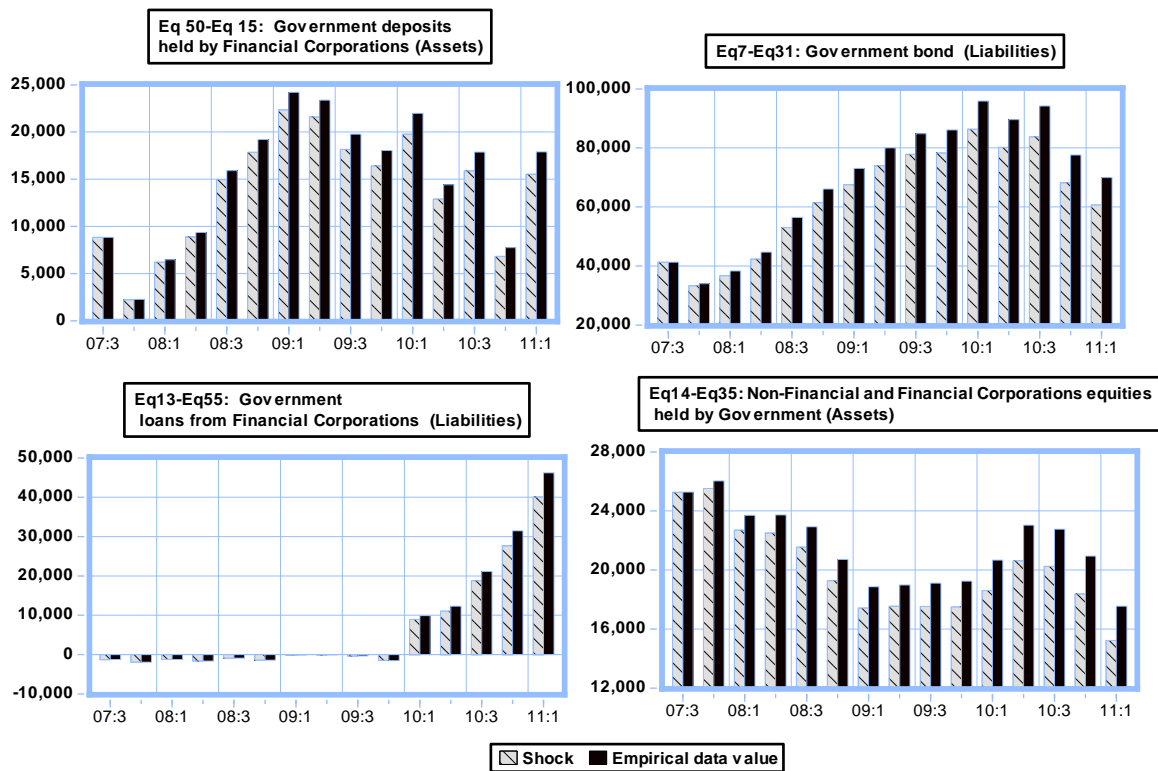 Eq 50-Eq 15: Government deposits
held by Financial Corporations (Assets)
25,000
20,000
15,000
10,000
5,000
0
07:3 08:1 08:3 09:1 09:3 10:1 10:3 11:1
Eq7-Eq31: Government bond (Liabilities)
100,000
80,000
60,000
40,000
20,000
07:3 08:1 08:3 09:1 09:3 10:1 10:3 11:1
Eq13-Eq55: Government
loans from Financial Corporations (Liabilities)
50,000
40,000
30,000
20,000
10,000
0
-10,000
07:3 08:1 08:3 09:1 09:3 10:1 10:3 11:1
Eq14-Eq35: Non-Financial and Financial Corporations equities
held by Government (Assets)
28,000
24,000
20,000
16,000
12,000
07:3 08:1 08:3 09:1 09:3 10:1 10:3 11:1
Shock Empirical data value